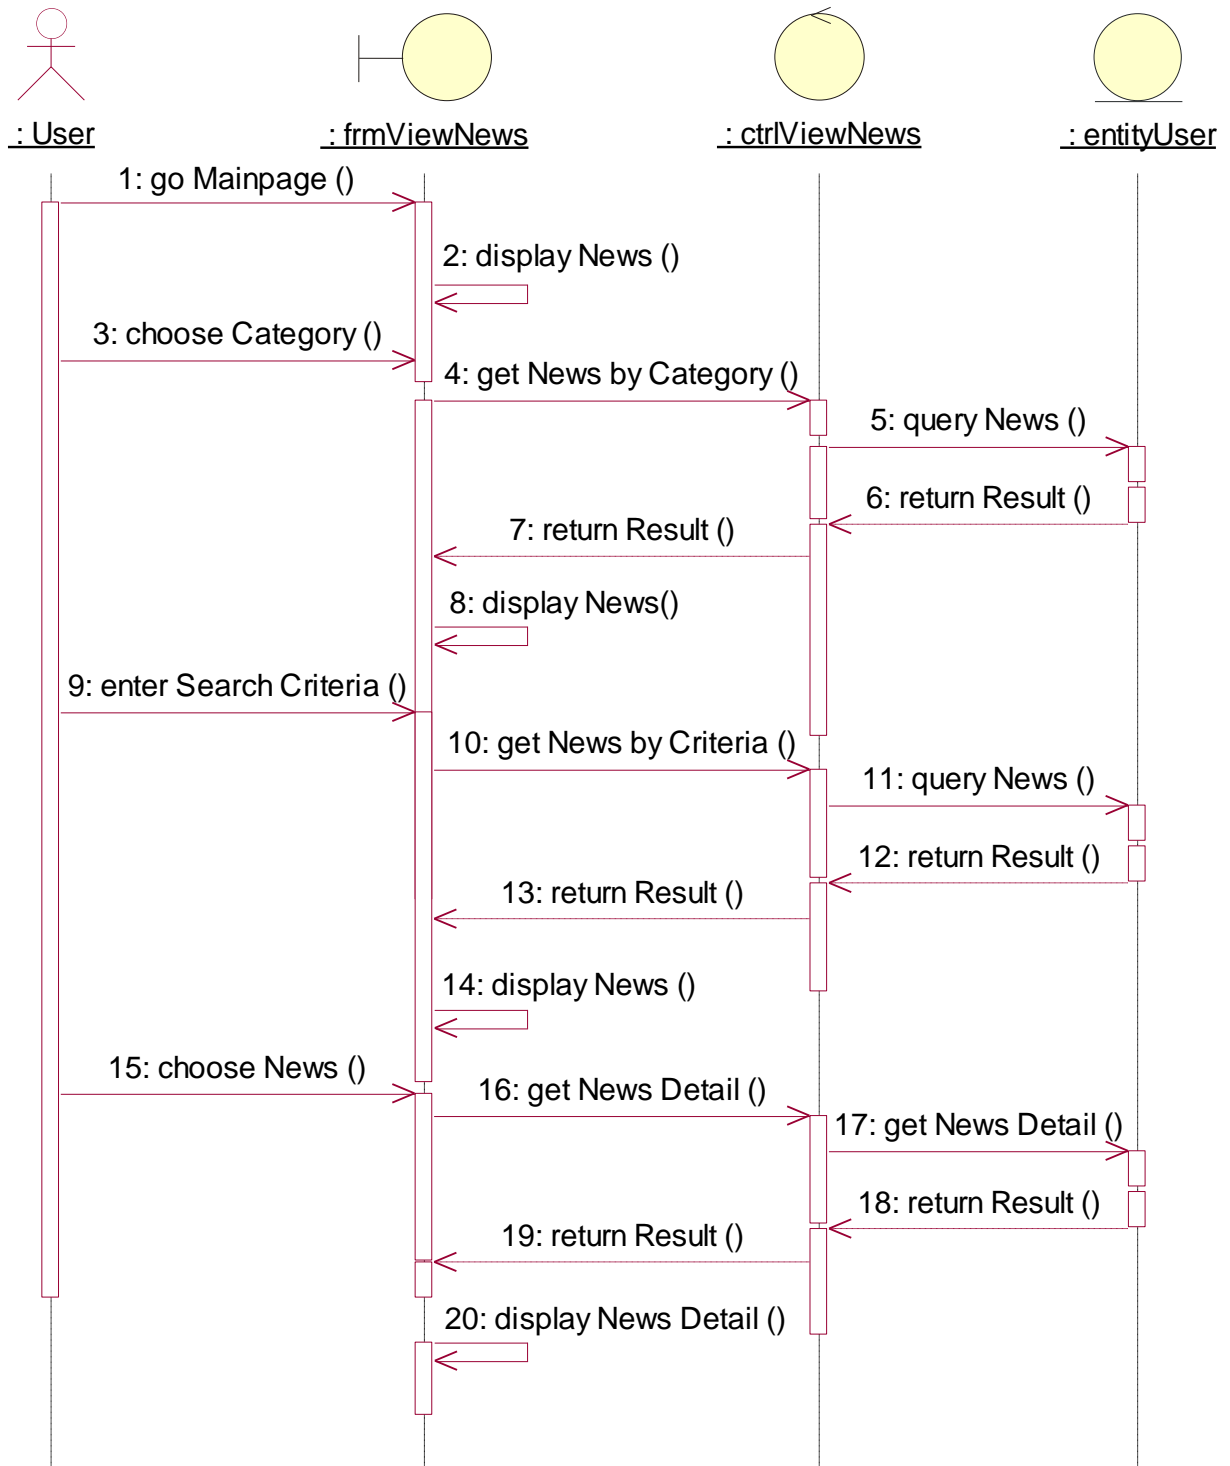 : User
: frmViewNews
: ctrlViewNews
: entityUser
1: go Mainpage ()
2: display News ()
3: choose Category ()
4: get News by Category ()
5: query News ()
6: return Result ()
7: return Result ()
8: display News()
9: enter Search Criteria ()
10: get News by Criteria ()
11: query News ()
12: return Result ()
13: return Result ()
14: display News ()
15: choose News ()
16: get News Detail ()
17: get News Detail ()
18: return Result ()
19: return Result ()
20: display News Detail ()